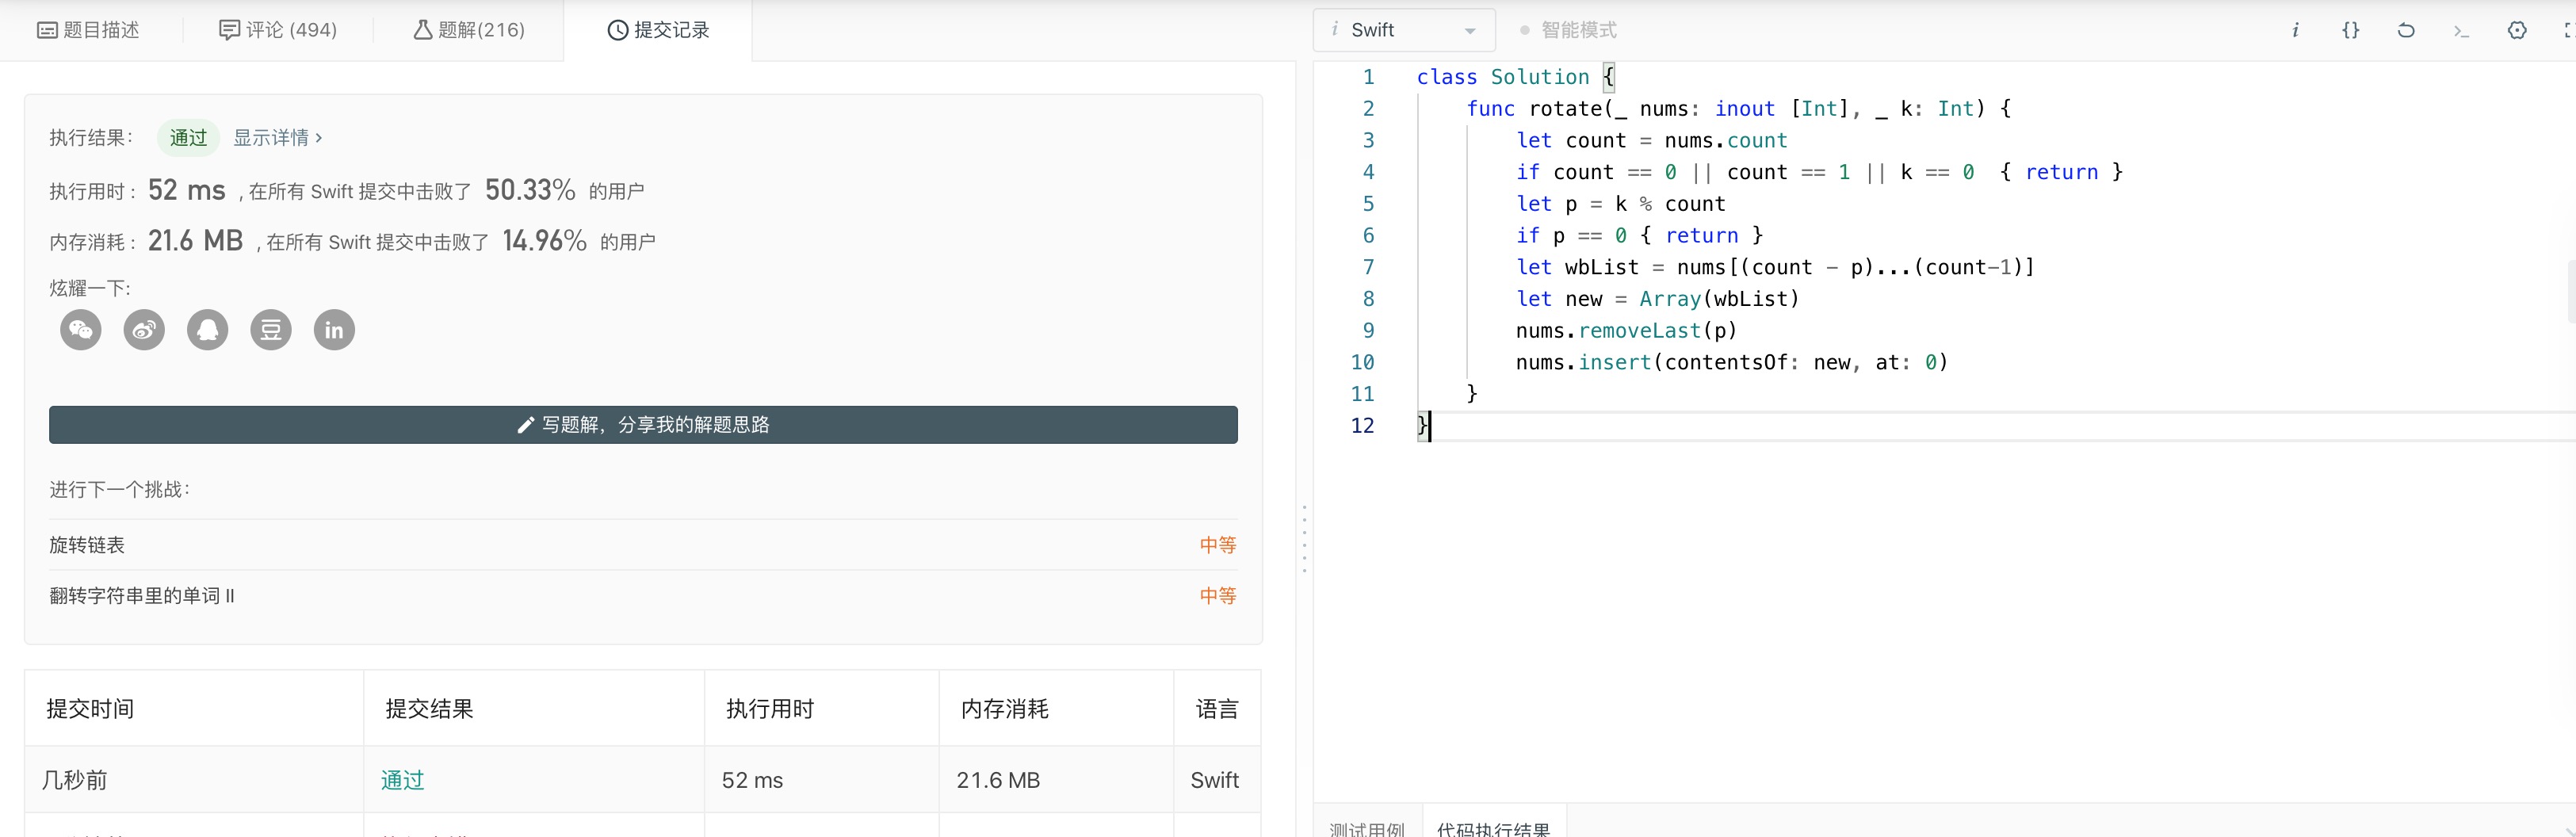 题目描述
评论 (494)
题解(216)
提交记录
执行结果：
通过
显示详情 ›
执行用时 : 52 ms , 在所有 Swift 提交中击败了 50.33% 的用户
内存消耗 : 21.6 MB , 在所有 Swift 提交中击败了 14.96% 的用户
炫耀一下:
写题解，分享我的解题思路
进行下一个挑战：
旋转链表 中等
翻转字符串里的单词 II 中等
提交时间 提交结果 执行用时 内存消耗 语言
几秒前 通过 52 ms 21.6 MB Swift
i Swift
智能模式
1 class Solution {
2     func rotate(_ nums: inout [Int], _ k: Int) {
3         let count = nums.count
4         if count == 0 || count == 1 || k == 0  { return }
5         let p = k % count
6         if p == 0 { return }
7         let wbList = nums[(count - p)...(count-1)]
8         let new = Array(wbList)
9         nums.removeLast(p)
10         nums.insert(contentsOf: new, at: 0)
11     }
12 }
测试用例
代码执行结果